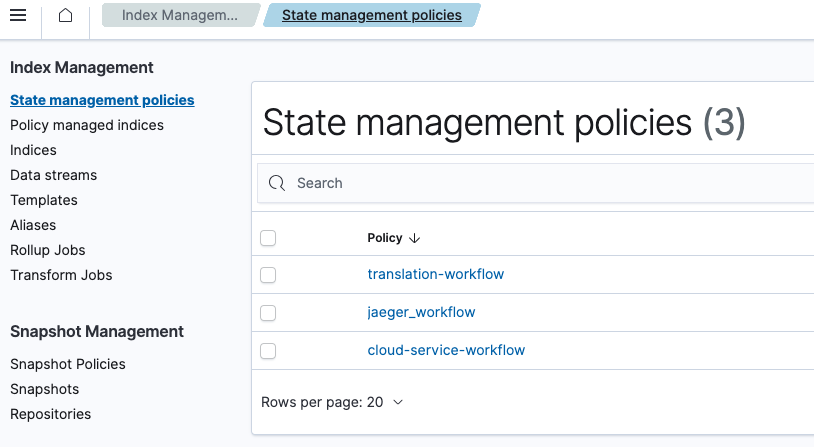 Index Managem...
State management policies
Index Management
State management policies
Policy managed indices
Indices
Data streams
Templates
Aliases
Rollup Jobs
Transform Jobs
Snapshot Management
Snapshot Policies
Snapshots
Repositories
State management policies (3)
Search
Policy
translation-workflow
jaeger_workflow
cloud-service-workflow
Rows per page: 20